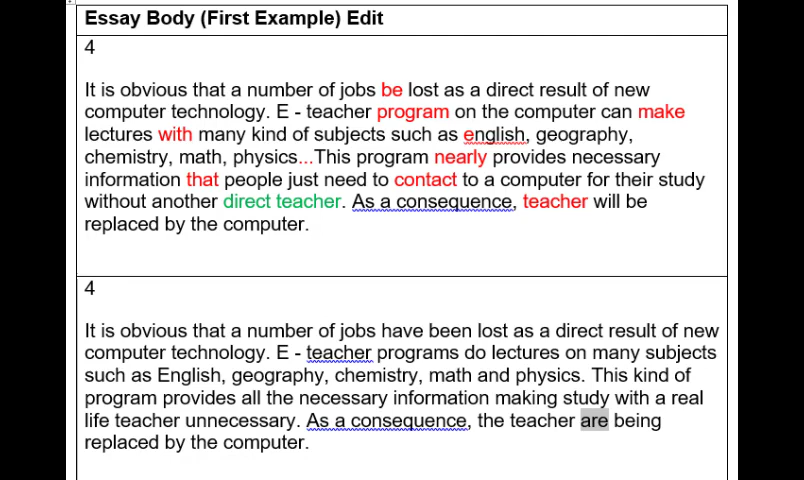 Essay Body (First Example) Edit
4
It is obvious that a number of jobs be lost as a direct result of new
computer technology. E - teacher program on the computer can make
lectures with many kind of subjects such as english, geography,
chemistry, math, physics...This program nearly provides necessary
information that people just need to contact to a computer for their study
without another direct teacher. As a consequence, teacher will be
replaced by the computer.
4
It is obvious that a number of jobs have been lost as a direct result of new
computer technology. E - teacher programs do lectures on many subjects
such as English, geography, chemistry, math and physics. This kind of
program provides all the necessary information making study with a real
life teacher unnecessary. As a consequence, the teacher are being
replaced by the computer.